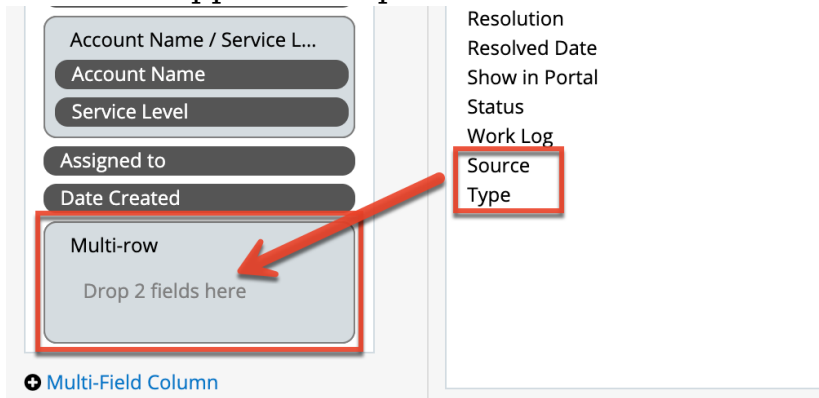 Account Name / Service L...
Account Name
Service Level
Assigned to
Date Created
Multi-row
Drop 2 fields here
Multi-Field Column
Resolution
Resolved Date
Show in Portal
Status
Work Log
Source
Type